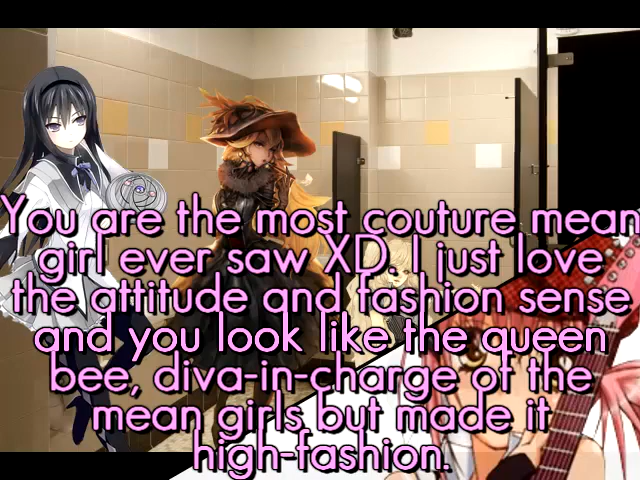 You are the most couture mean
girl ever saw XD. I just love
the attitude and fashion sense
and you look like the queen
bee, diva-in-charge of the
mean girls but made it
high-fashion.